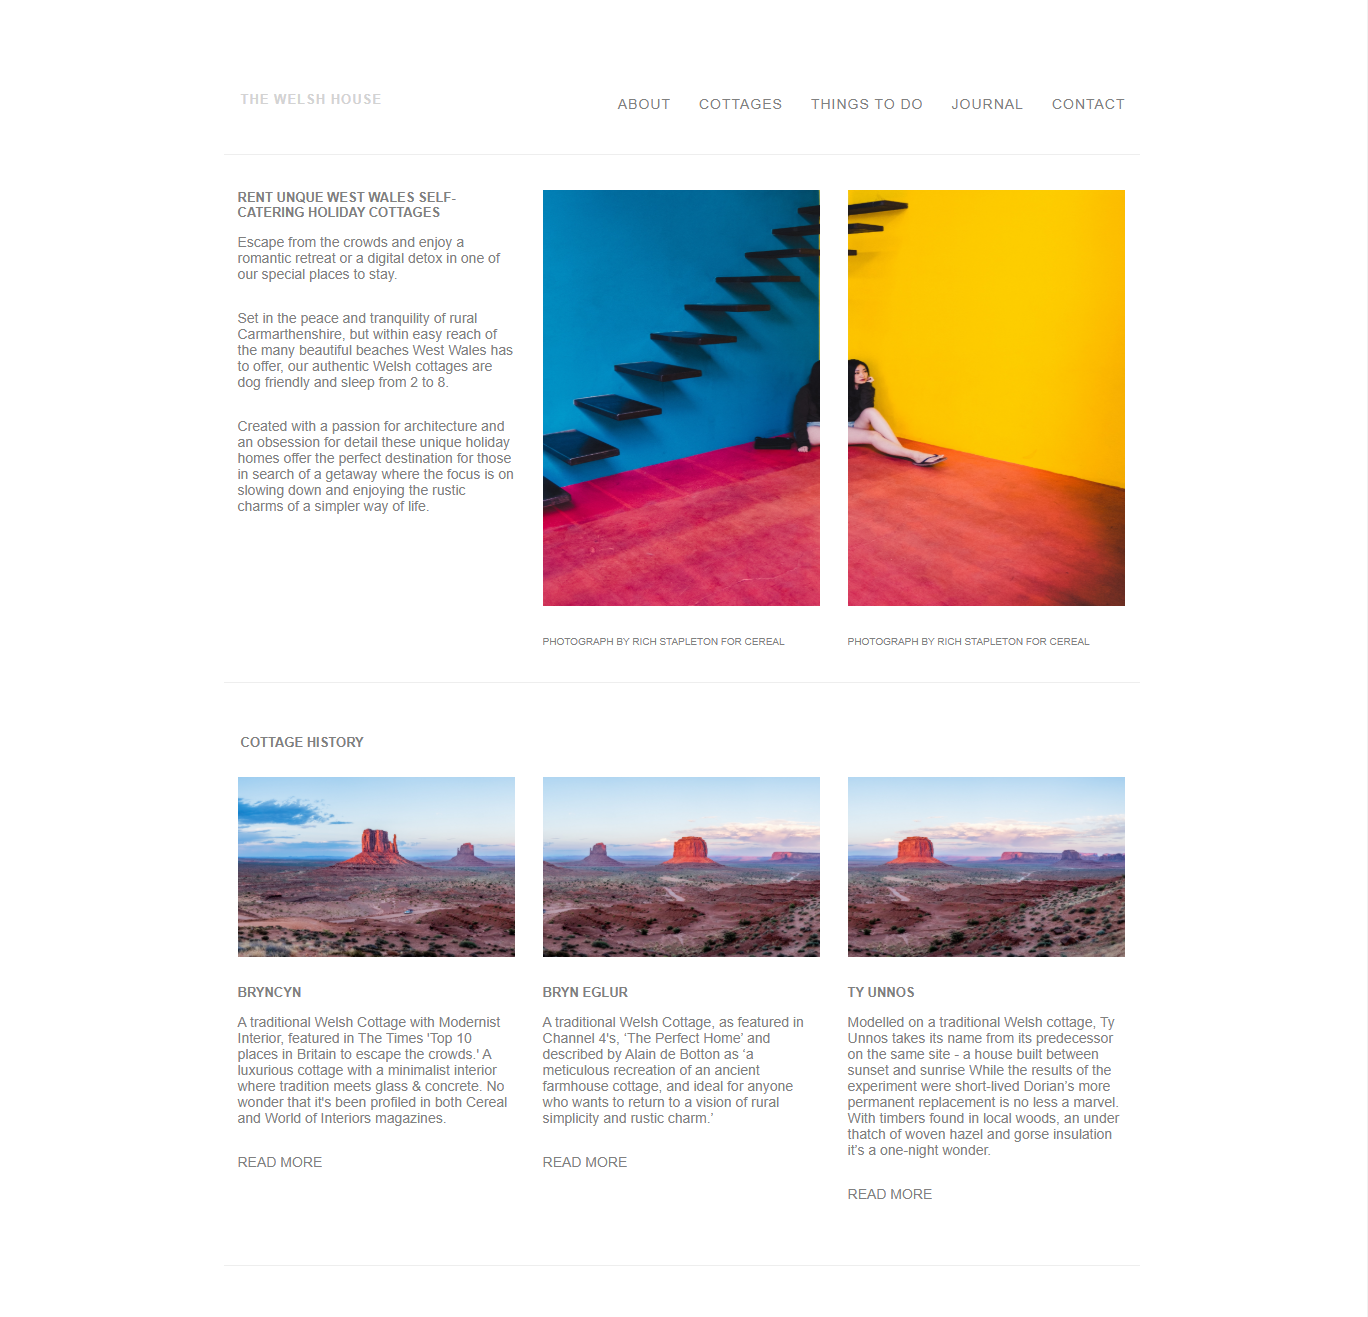 THE WELSH HOUSE
ABOUT COTTAGES THINGS TO DO JOURNAL CONTACT
RENT UNQUE WEST WALES SELF-
CATERING HOLIDAY COTTAGES
Escape from the crowds and enjoy a
romantic retreat or a digital detox in one of
our special places to stay.
Set in the peace and tranquility of rural
Carmarthenshire, but within easy reach of
the many beautiful beaches West Wales has
to offer, our authentic Welsh cottages are
dog friendly and sleep from 2 to 8.
Created with a passion for architecture and
an obsession for detail these unique holiday
homes offer the perfect destination for those
in search of a getaway where the focus is on
slowing down and enjoying the rustic
charms of a simpler way of life.
PHOTOGRAPH BY RICH STAPLETON FOR CEREAL
PHOTOGRAPH BY RICH STAPLETON FOR CEREAL
COTTAGE HISTORY
BRYNCYN
A traditional Welsh Cottage with Modernist
Interior, featured in The Times 'Top 10
places in Britain to escape the crowds.' A
luxurious cottage with a minimalist interior
where tradition meets glass & concrete. No
wonder that it's been profiled in both Cereal
and World of Interiors magazines.
READ MORE
BRYN EGLUR
A traditional Welsh Cottage, as featured in
Channel 4's, ‘The Perfect Home’ and
described by Alain de Botton as ‘a
meticulous recreation of an ancient
farmhouse cottage, and ideal for anyone
who wants to return to a vision of rural
simplicity and rustic charm.’
READ MORE
TY UNNOS
Modelled on a traditional Welsh cottage, Ty
Unnos takes its name from its predecessor
on the same site - a house built between
sunset and sunrise While the results of the
experiment were short-lived Dorian’s more
permanent replacement is no less a marvel.
With timbers found in local woods, an under
thatch of woven hazel and gorse insulation
it’s a one-night wonder.
READ MORE